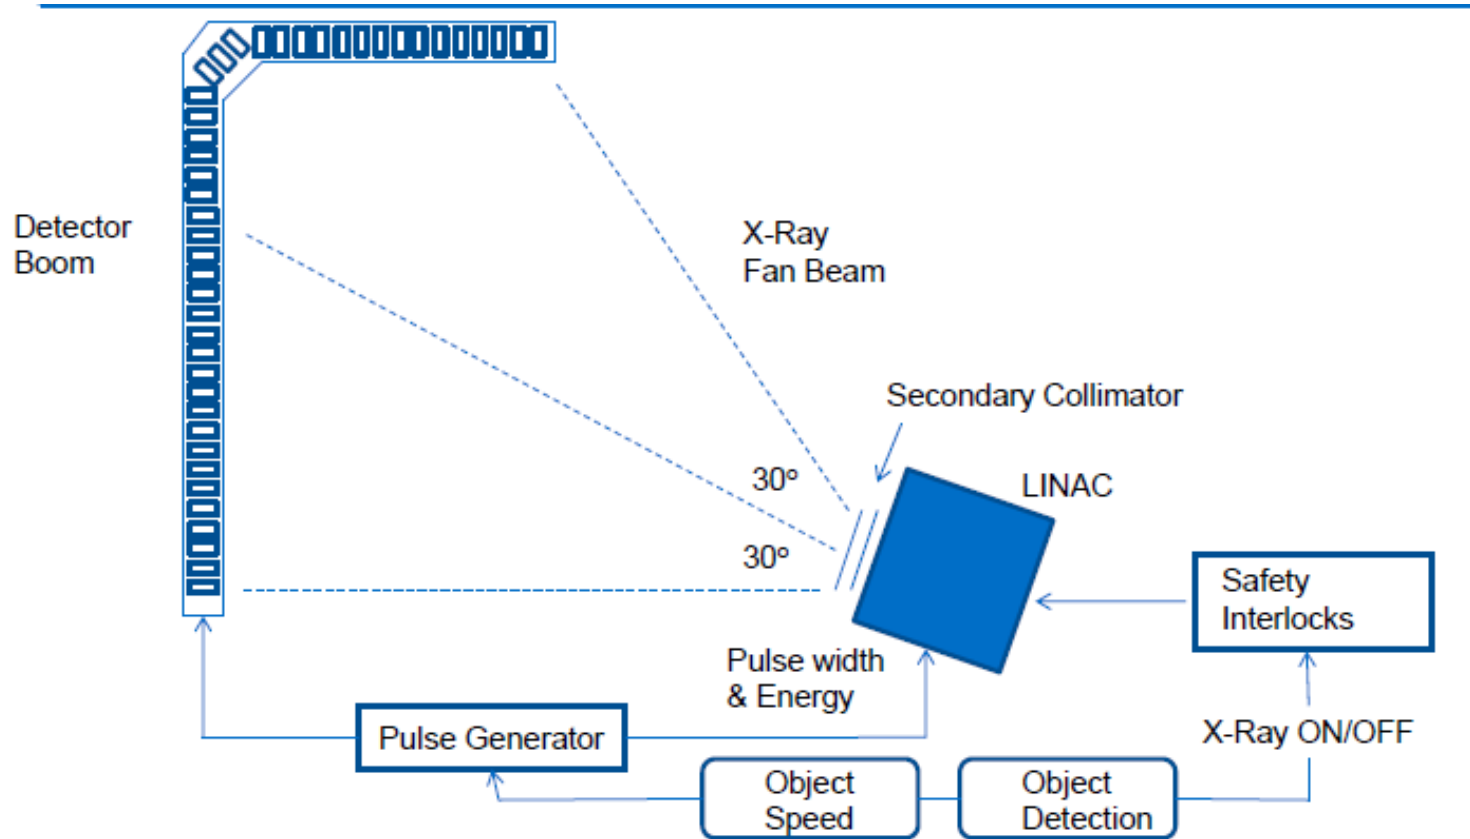 Detector
Boom
X-Ray
Fan Beam
Secondary Collimator
30°
LINAC
30°
Safety
Interlocks
Pulse width
& Energy
Pulse Generator
X-Ray ON/OFF
Object
Speed
Object
Detection